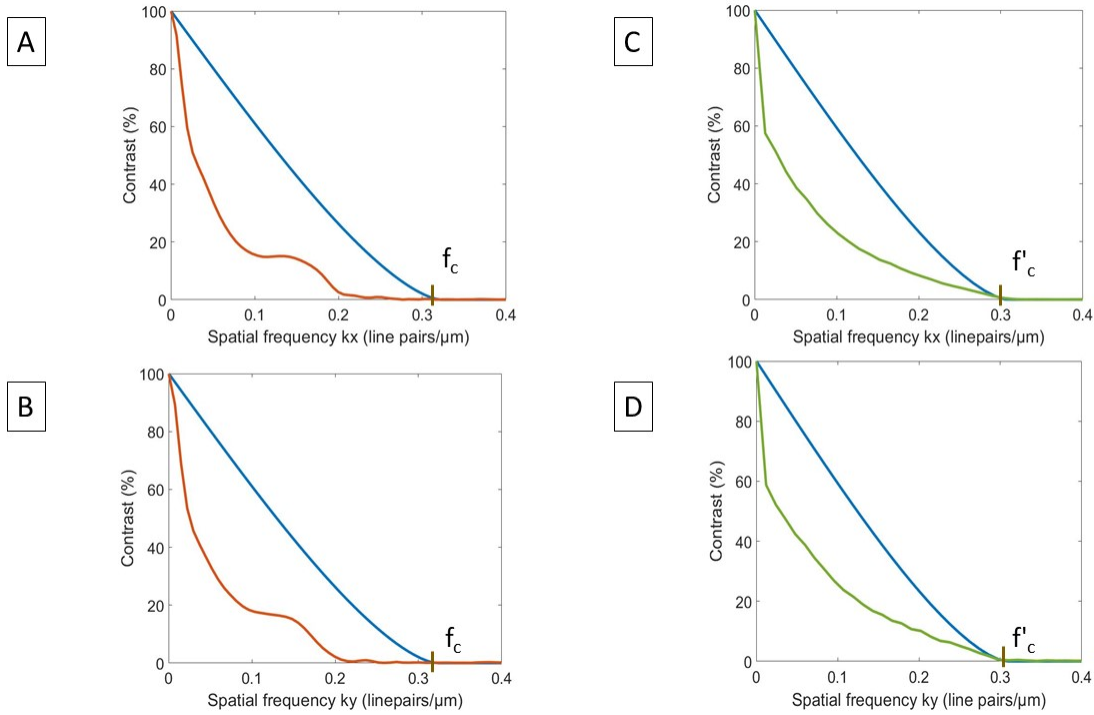 A
100
80
60
40
20
0
Contrast (%)
f_c
0 0.1 0.2 0.3 0.4
Spatial frequency kx (line pairs/µm)
C
100
80
60
40
20
0
Contrast (%)
f'_c
0 0.1 0.2 0.3 0.4
Spatial frequency kx (linepairs/µm)
B
100
80
60
40
20
0
Contrast (%)
f_c
0 0.1 0.2 0.3 0.4
Spatial frequency ky (linepairs/µm)
D
100
80
60
40
20
0
Contrast (%)
f'_c
0 0.1 0.2 0.3 0.4
Spatial frequency ky (line pairs/µm)